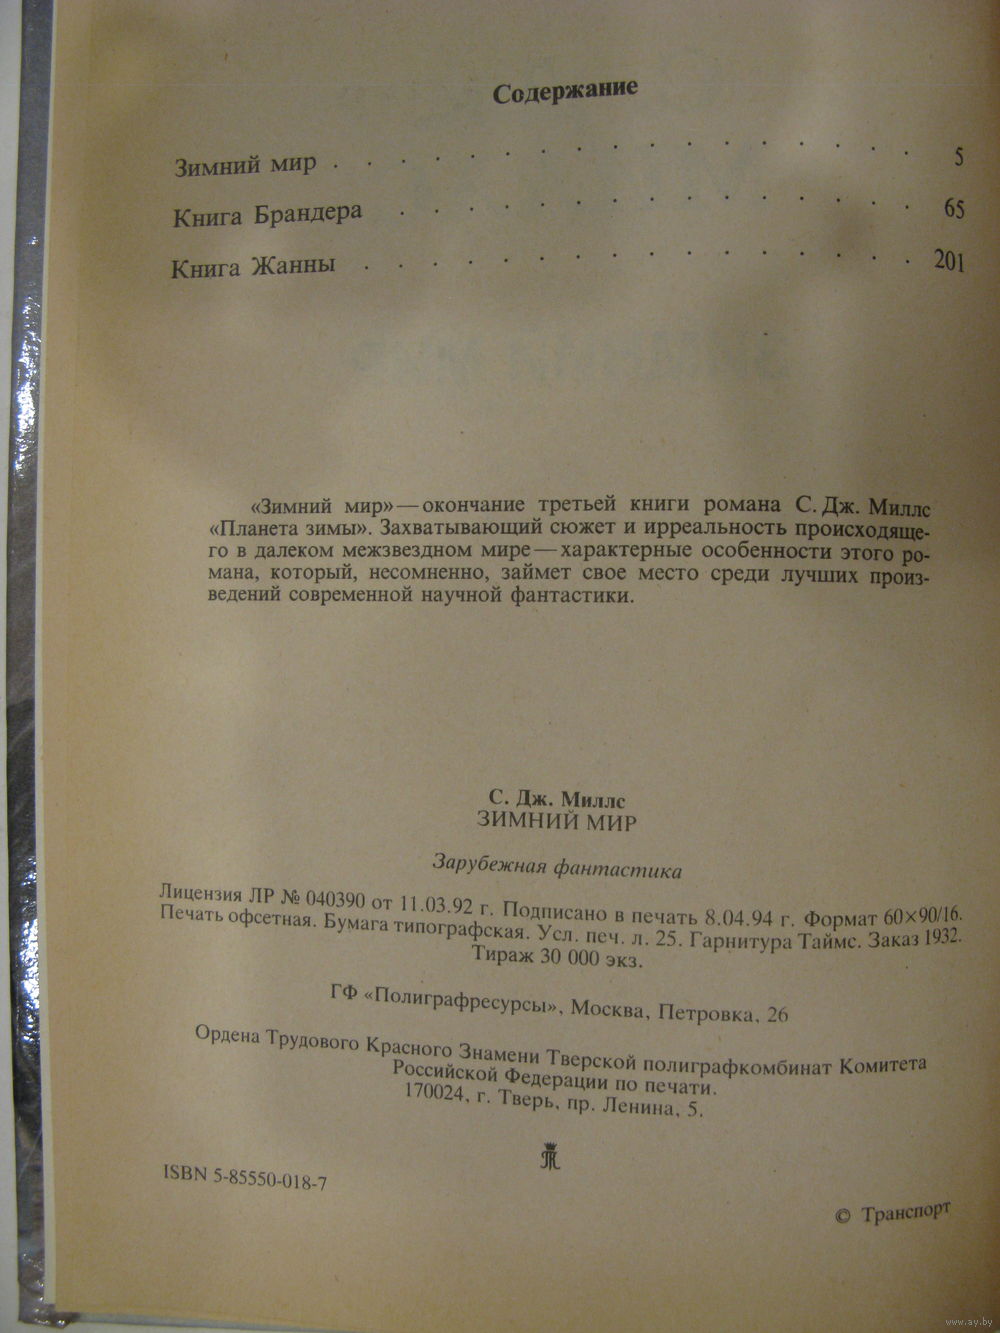 Содержание
Зимний мир . . . . . . . . . . . . . . . . . 5
Книга Брандера . . . . . . . . . . . . . . . 65
Книга Жанны . . . . . . . . . . . . . . . . 201
«Зимний мир»—окончание третьей книги романа С. Дж. Миллс
«Планета зимы». Захватывающий сюжет и ирреальность происходяще-
го в далеком межзвездном мире—характерные особенности этого ро-
мана, который, несомненно, займет свое место среди лучших произ-
ведений современной научной фантастики.
С. Дж. Миллс
ЗИМНИЙ МИР
Зарубежная фантастика
Лицензия ЛР № 040390 от 11.03.92 г. Подписано в печать 8.04.94 г. Формат 60×90/16.
Печать офсетная. Бумага типографская. Усл. печ. л. 25. Гарнитура Таймс. Заказ 1932.
Тираж 30 000 экз.
ГФ «Полиграфресурсы», Москва, Петровка, 26
Ордена Трудового Красного Знамени Тверской полиграфкомбинат Комитета
Российской Федерации по печати.
170024, г. Тверь, пр. Ленина, 5.
ISBN 5-85550-018-7
© Транспорт
www.ay.by